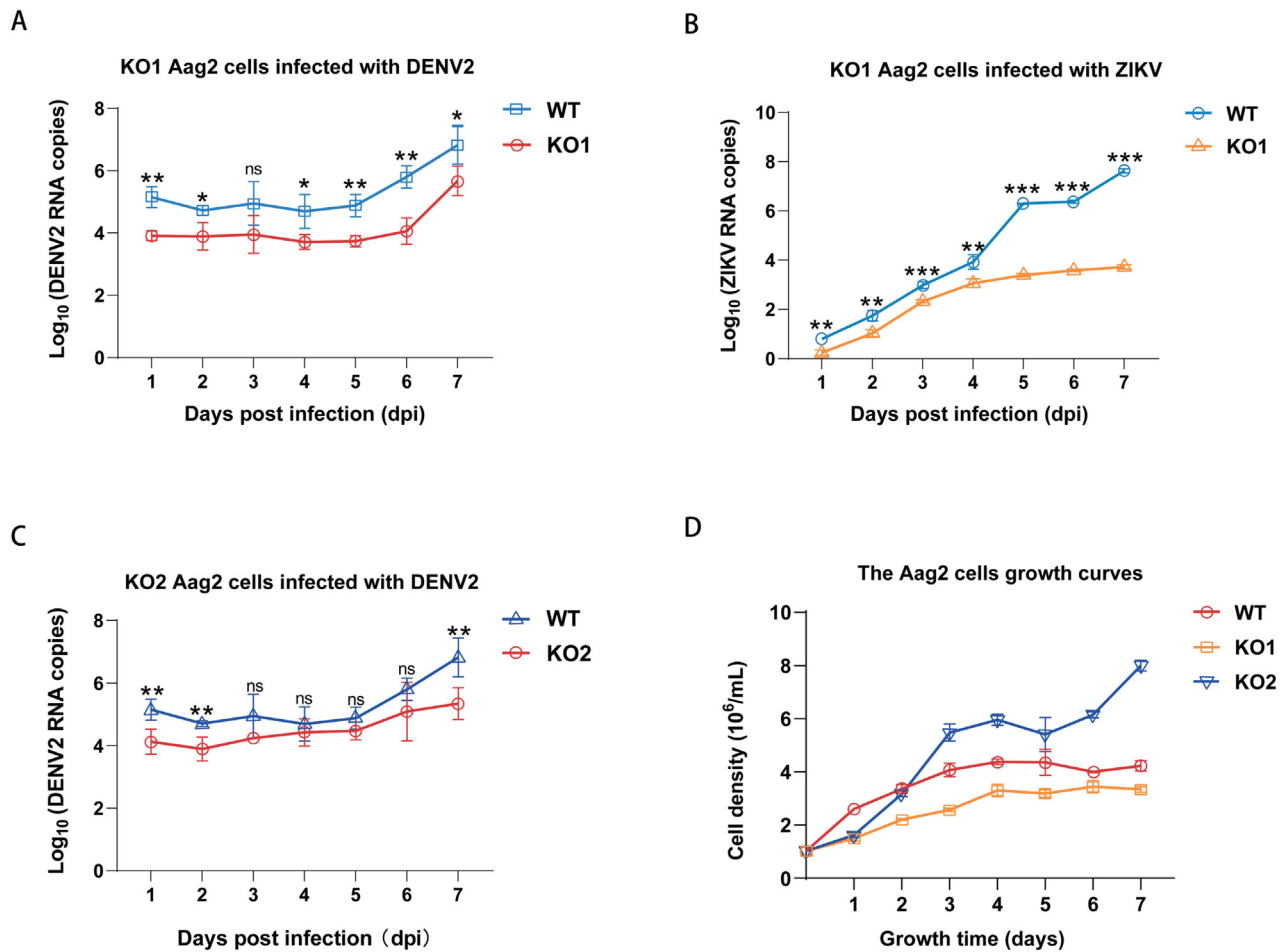 A
KO1 Aag2 cells infected with DENV2
Log10 (DENV2 RNA copies)
8
6
4
2
0
** * ns * ** ** *
WT
KO1
1 2 3 4 5 6 7
Days post infection (dpi)
B
KO1 Aag2 cells infected with ZIKV
Log10 (ZIKV RNA copies)
10
8
6
4
2
0
** ** *** ** *** *** ***
WT
KO1
1 2 3 4 5 6 7
Days post infection (dpi)
C
KO2 Aag2 cells infected with DENV2
Log10 (DENV2 RNA copies)
8
6
4
2
0
** ** ns ns ns ns **
WT
KO2
1 2 3 4 5 6 7
Days post infection（dpi）
D
The Aag2 cells growth curves
Cell density (10^6/mL)
10
8
6
4
2
0
WT
KO1
KO2
1 2 3 4 5 6 7
Growth time (days)